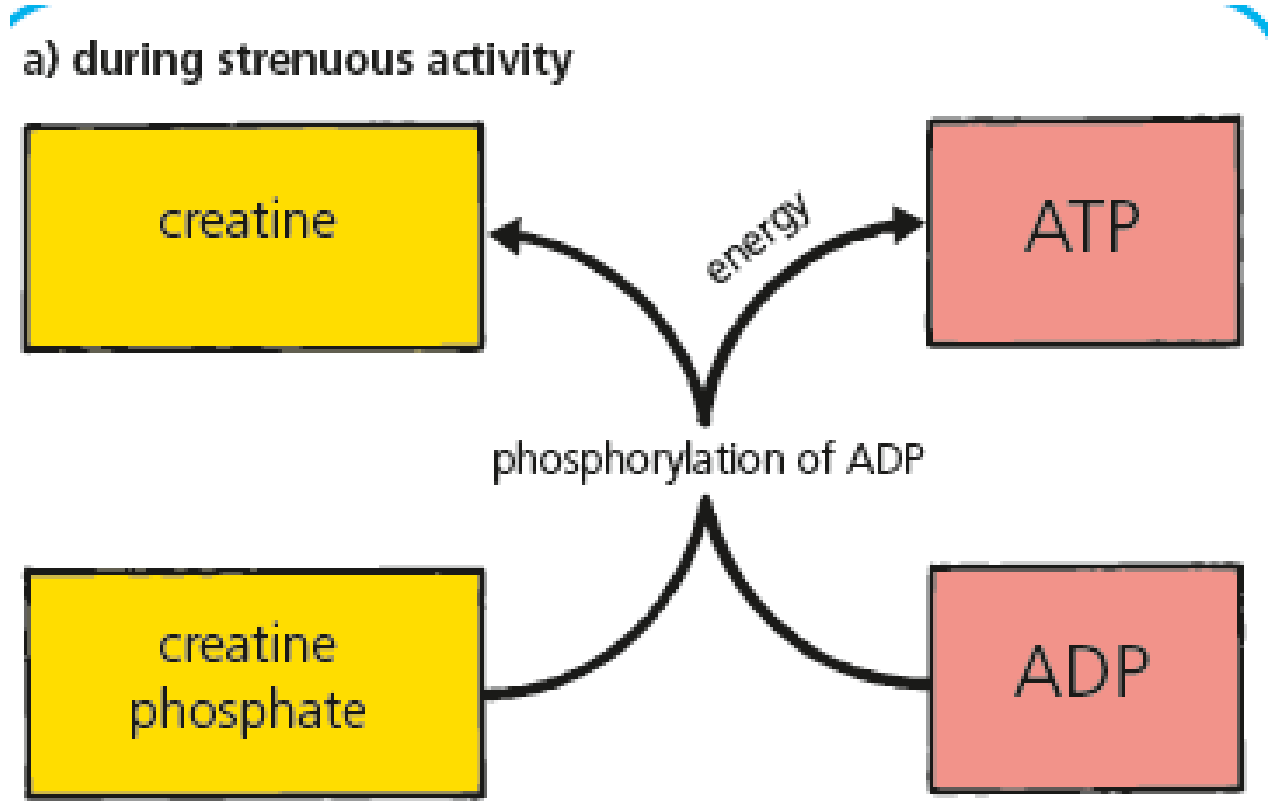 a) during strenuous activity
creatine
energy
ATP
phosphorylation of ADP
creatine
phosphate
ADP